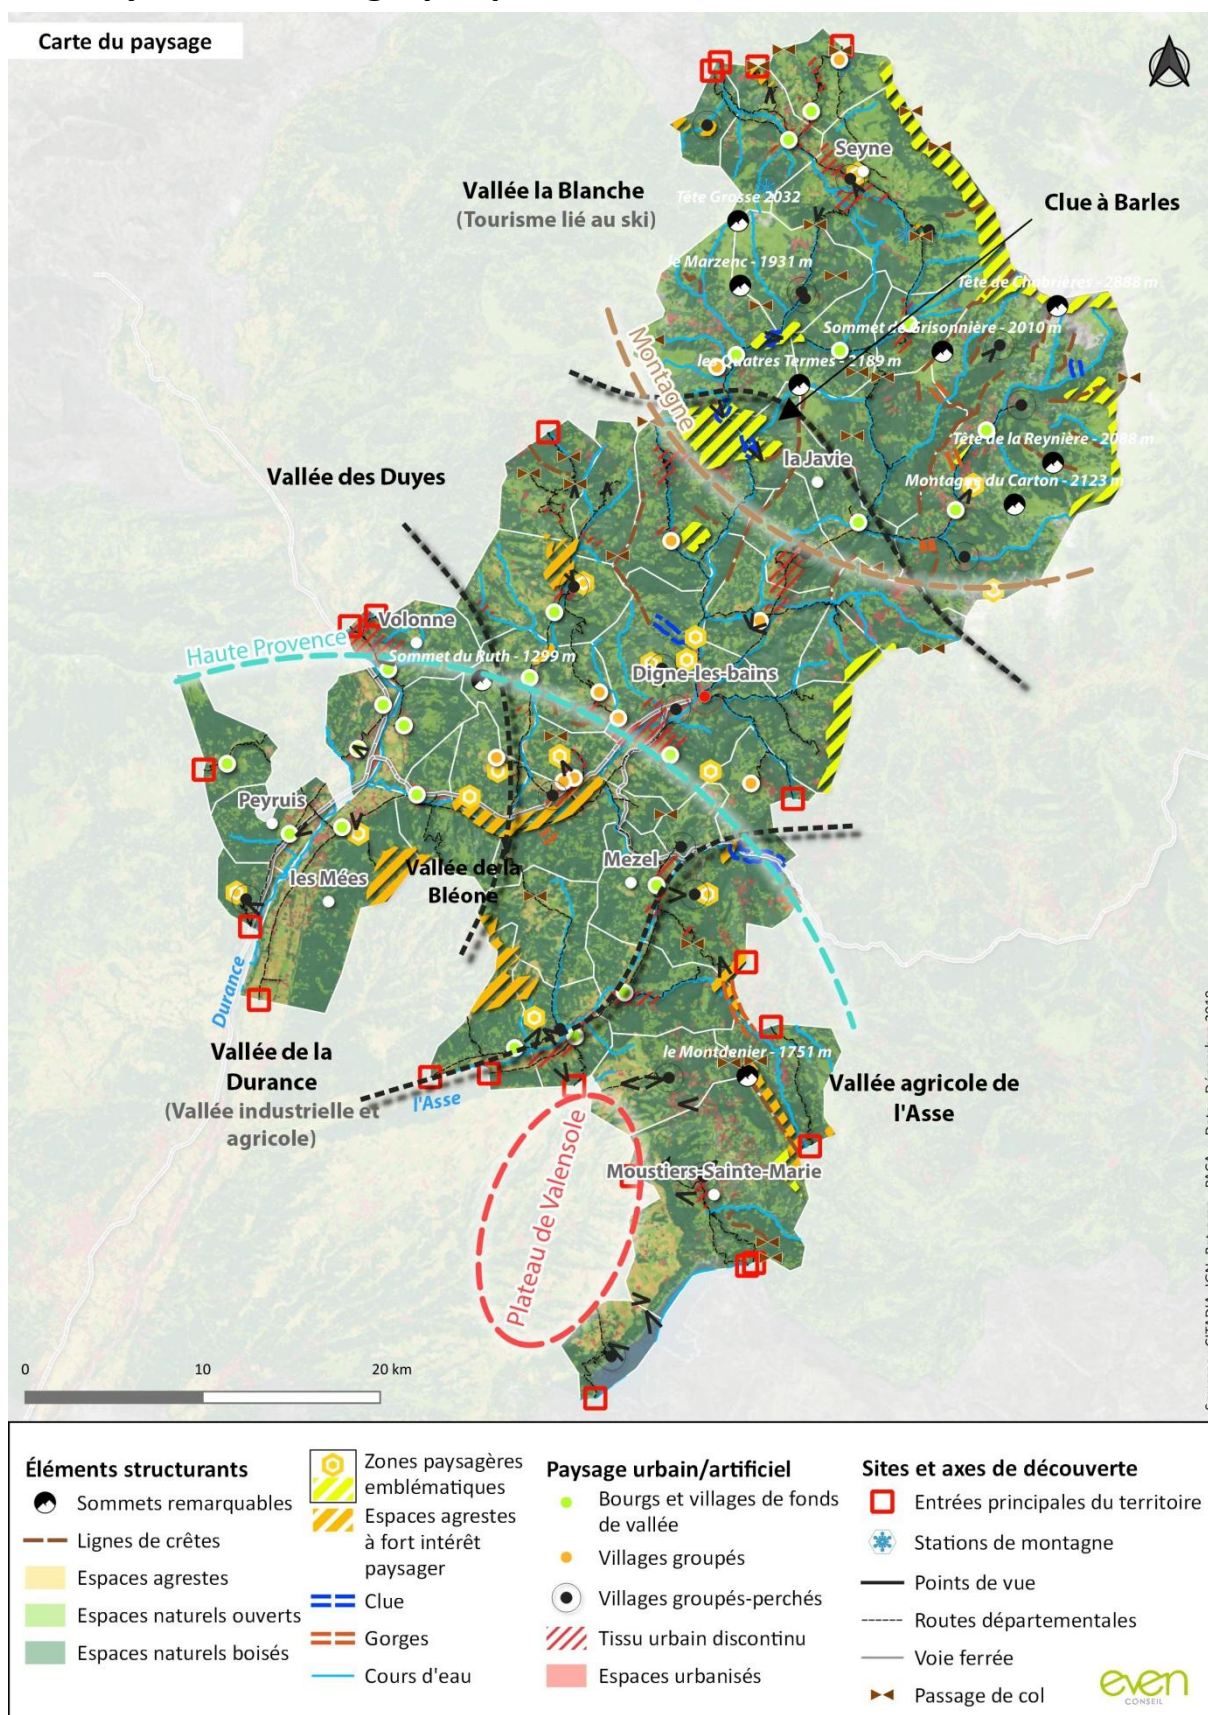 Carte du paysage
Seyne
Vallée la Blanche
(Tourisme lié au ski)
Tête Grosse 2032
Clue à Barles
le Marzenc - 1931 m
Tête de Chabrières - 2888 m
Sommet de Grisonnière - 2010 m
Montagne
les Quatres Termes - 2189 m
Tête de la Reynière - 2088 m
la Javie
Vallée des Duyes
Montagne du Carton - 2123 m
Volonne
Haute Provence
Sommet du Ruth - 1299 m
Digne-les-bains
Peyruis
Mezel
les Mées
Vallée de la
Bléone
Durance
Vallée de la
Durance
(Vallée industrielle et
agricole)
le Montdenier - 1751 m
Vallée agricole de
l'Asse
l'Asse
Plateau de Valensole
Moustiers-Sainte-Marie
0 10 20 km
Éléments structurants
Sommets remarquables
Lignes de crêtes
Espaces agrestes
Espaces naturels ouverts
Espaces naturels boisés
Zones paysagères
emblématiques
Espaces agrestes
à fort intérêt
paysager
Clue
Gorges
Cours d'eau
Paysage urbain/artificiel
Bourgs et villages de fonds
de vallée
Villages groupés
Villages groupés-perchés
Tissu urbain discontinu
Espaces urbanisés
Sites et axes de découverte
Entrées principales du territoire
Stations de montagne
Points de vue
Routes départementales
Voie ferrée
Passage de col
even
CONSEIL